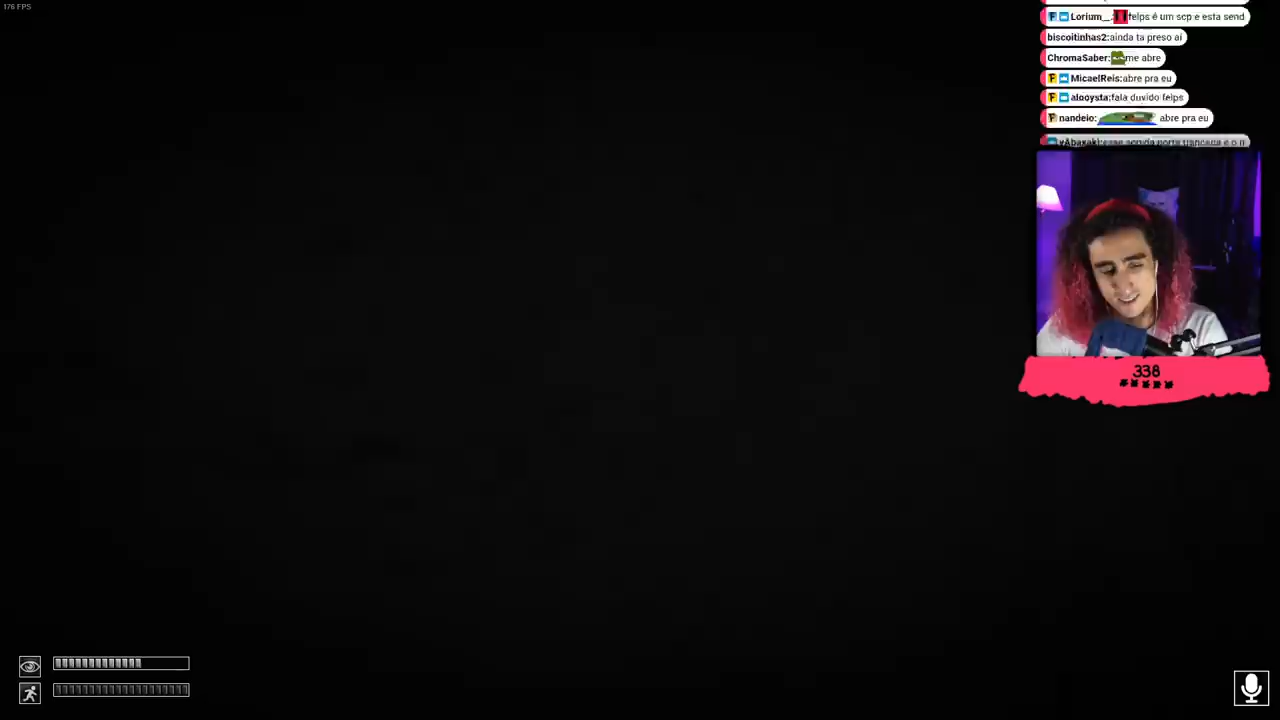 176 FPS
Lorium__: felps é um scp e esta send
biscoitinhas2: ainda ta preso ai
ChromaSaber: me abre
MicaelReis: abre pra eu
alocysta: fala duvido felps
nandeio: abre pra eu
338